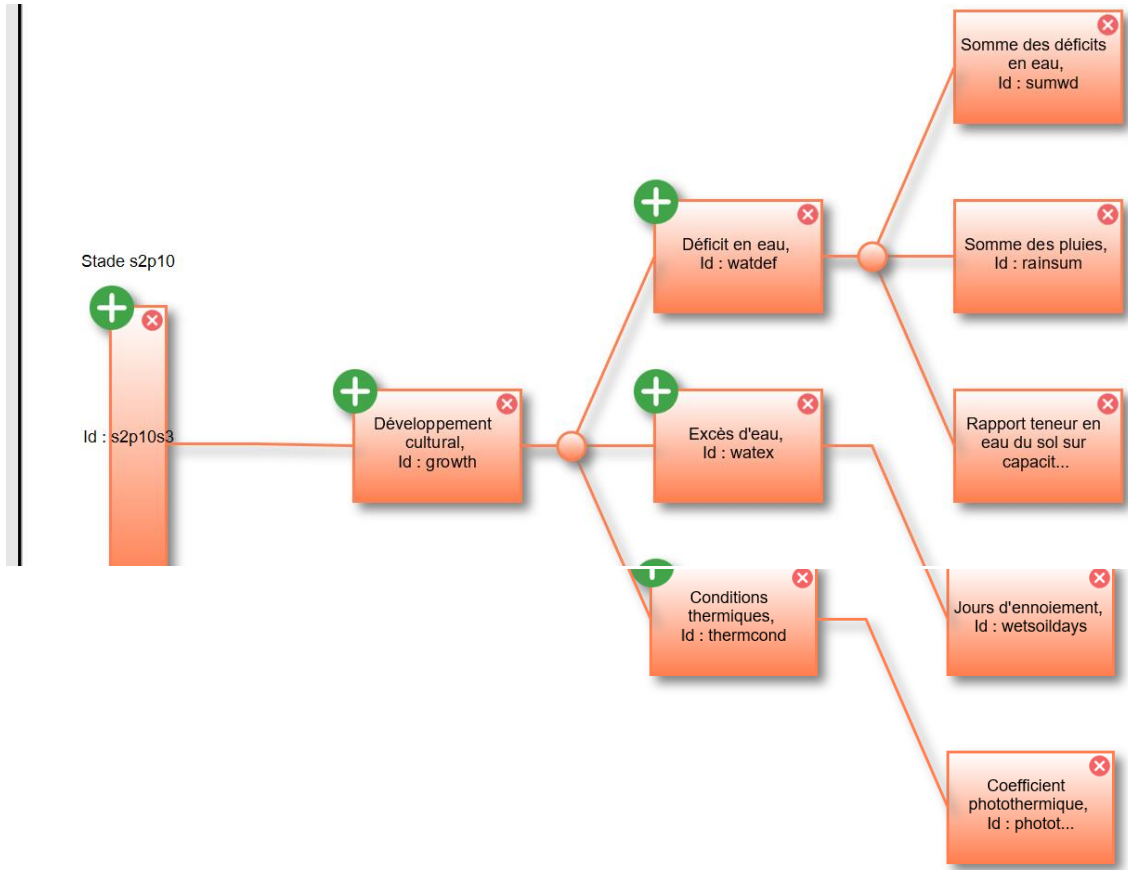 Stade s2p10
Id : s2p10s3
Développement
cultural,
Id : growth
Déficit en eau,
Id : watdef
Excès d'eau,
Id : watex
Conditions
thermiques,
Id : thermcond
Somme des déficits
en eau,
Id : sumwd
Somme des pluies,
Id : rainsum
Rapport teneur en
eau du sol sur
capacit...
Jours d'ennoiement,
Id : wetsoildays
Coefficient
photothermique,
Id : photot...